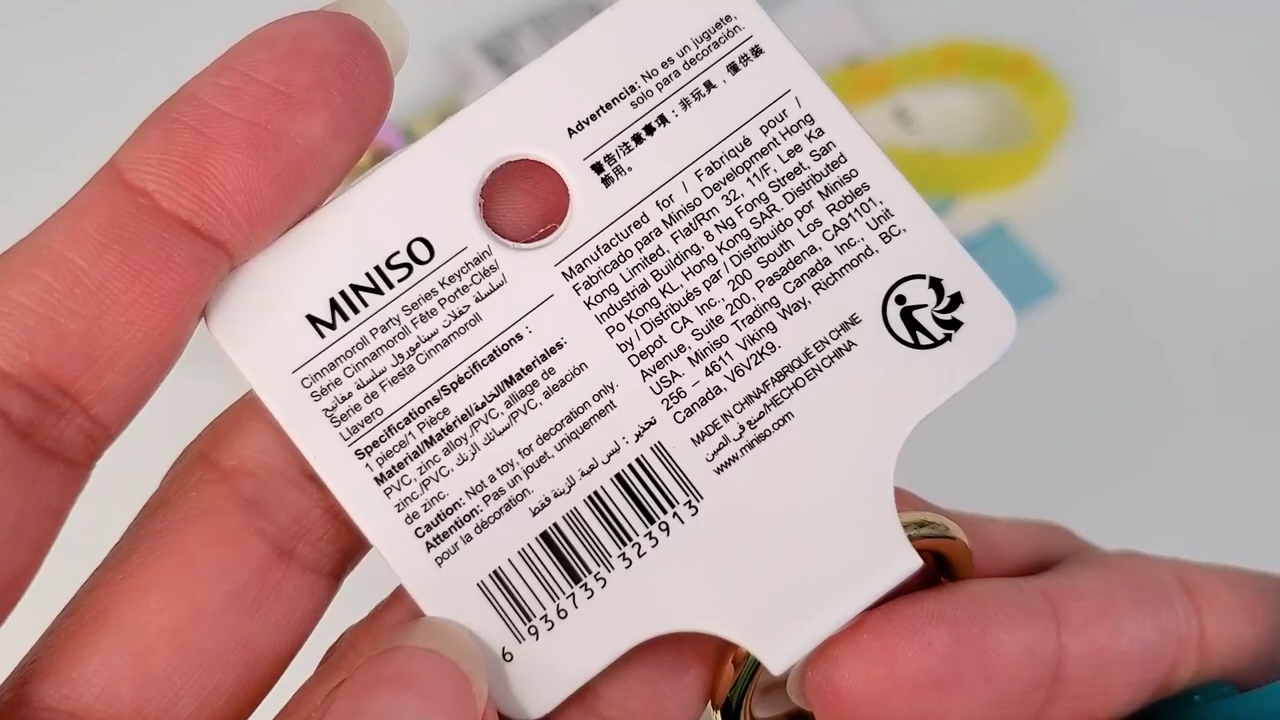 MINISO
Cinnamoroll Party Series Keychain/
Série Cinnamoroll Fête Porte-Clés/
سلسلة حفلات سينامورول سلسلة مفاتيح/
Serie de Fiesta Cinnamoroll
Llavero
Specifications/Spécifications :
1 piece/1 Pièce
Material/Matériel/الخامة/Materiales:
PVC, zinc alloy/PVC, alliage de
zinc/PVC, سبائك الزنك/PVC, aleación
de zinc.
Caution: Not a toy, for decoration only.
Attention: Pas un jouet, uniquement
pour la décoration.
تحذير : ليس لعبة. للزينة فقط
6 936735 323913
Advertencia: No es un juguete,
solo para decoración.
警告/注意事項：非玩具，僅供裝
飾用。
Manufactured for / Fabriqué pour /
Fabricado para Miniso Development Hong
Kong Limited, Flat/Rm 32, 11/F, Lee Ka
Industrial Building, 8 Ng Fong Street, San
Po Kong KL, Hong Kong SAR. Distributed
by / Distribués par / Distribuido por Miniso
Depot CA Inc., 200 South Los Robles
Avenue, Suite 200, Pasadena, CA91101,
USA. Miniso Trading Canada Inc., Unit
256 – 4611 Viking Way, Richmond, BC,
Canada, V6V2K9.
MADE IN CHINA/FABRIQUÉ EN CHINE
صنع في الصين/HECHO EN CHINA
www.miniso.com